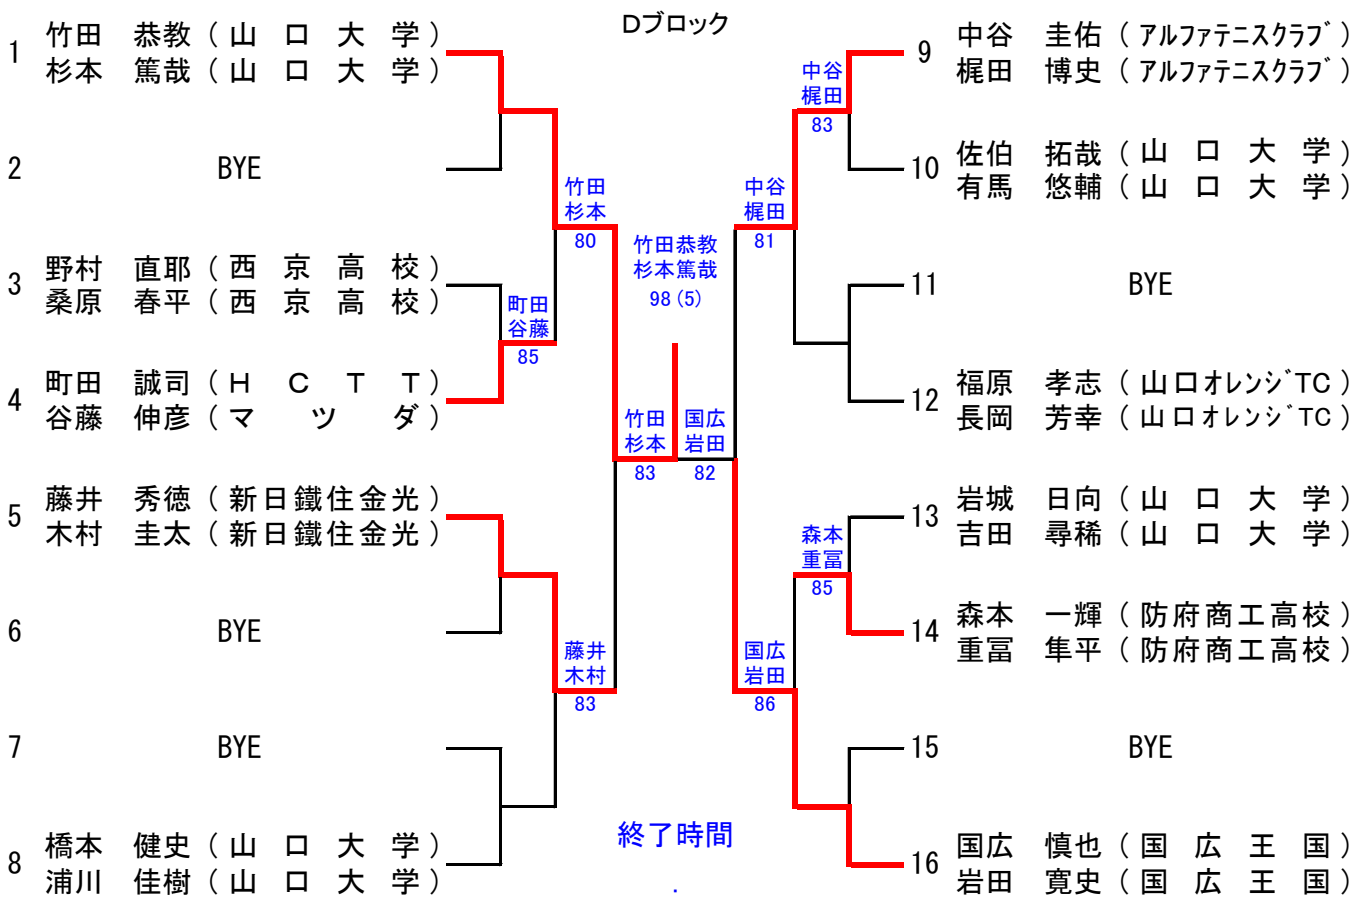 Dブロック
1 竹田 恭教 (山口大学)
杉本 篤哉 (山口大学)
2 BYE
3 野村 直耶 (西京高校)
桑原 春平 (西京高校)
4 町田 誠司 (HCTT)
谷藤 伸彦 (マツダ)
5 藤井 秀徳 (新日鐵住金光)
木村 圭太 (新日鐵住金光)
6 BYE
7 BYE
8 橋本 健史 (山口大学)
浦川 佳樹 (山口大学)
竹田
杉本
80
町田
谷藤
85
藤井
木村
83
竹田
杉本
83
竹田恭教
杉本篤哉
98(5)
国広
岩田
82
中谷
梶田
81
中谷
梶田
83
森本
重冨
85
国広
岩田
86
9 中谷 圭佑 (アルファテニスクラブ)
梶田 博史 (アルファテニスクラブ)
10 佐伯 拓哉 (山口大学)
有馬 悠輔 (山口大学)
11 BYE
12 福原 孝志 (山口オレンジTC)
長岡 芳幸 (山口オレンジTC)
13 岩城 日向 (山口大学)
吉田 尋稀 (山口大学)
14 森本 一輝 (防府商工高校)
重冨 隼平 (防府商工高校)
15 BYE
16 国広 慎也 (国広王国)
岩田 寛史 (国広王国)
終了時間
.